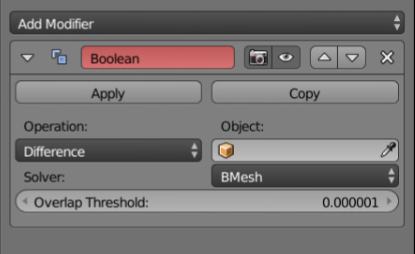 Add Modifier
Boolean
Apply Copy
Operation: Object:
Difference
Solver: BMesh
Overlap Threshold: 0.000001